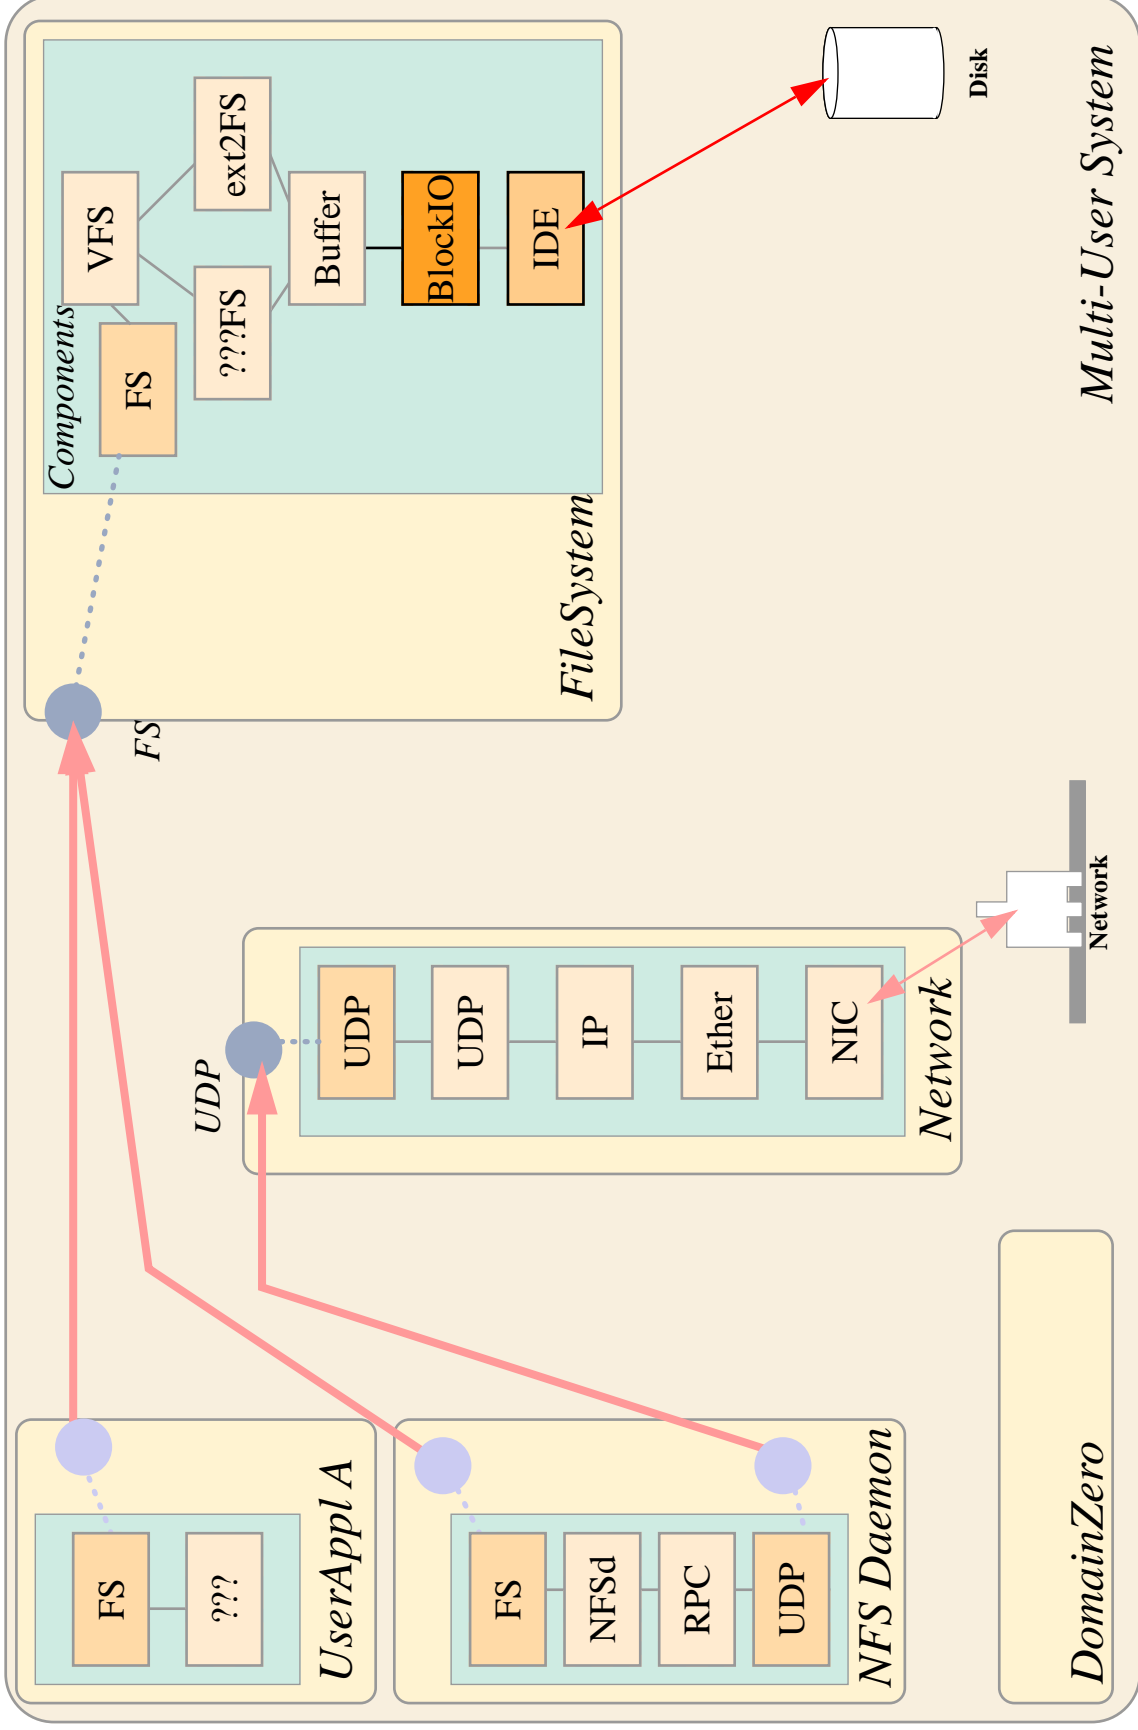 UserAppl A
FS
???
NFS Daemon
FS
NFSd
RPC
UDP
DomainZero
UDP
Network
UDP
UDP
IP
Ether
NIC
Network
FS
FileSystem
Components
FS
VFS
???FS
ext2FS
Buffer
BlockIO
IDE
Disk
Multi-User System